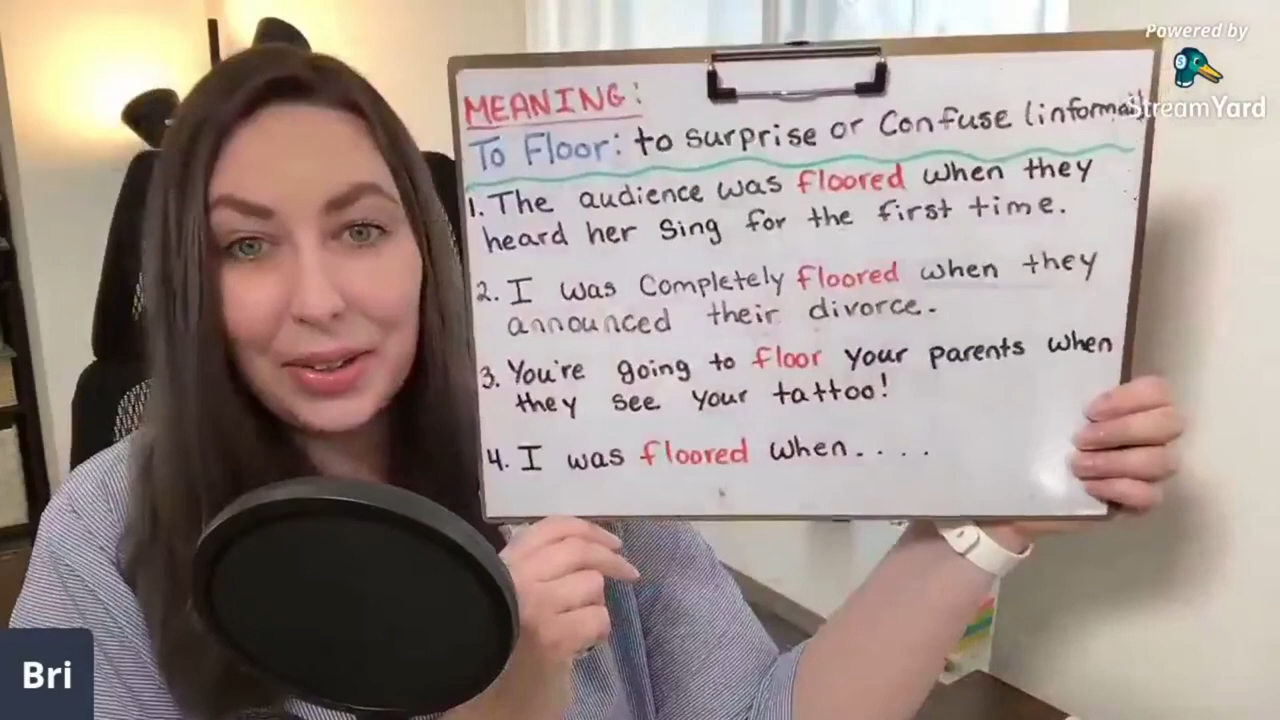 Powered by
StreamYard
MEANING:
To Floor: to surprise or Confuse (informal)
1. The audience was floored when they
heard her Sing for the first time.
2. I was Completely floored when they
announced their divorce.
3. You're going to floor your parents when
they see your tattoo!
4. I was floored when....
Bri